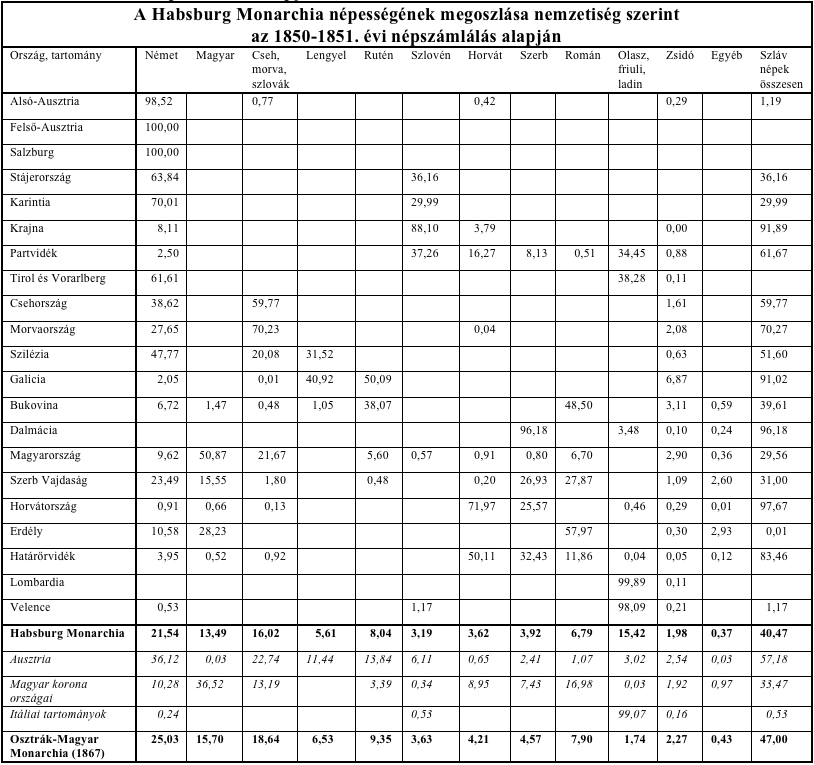 A Habsburg Monarchia népességének megoszlása nemzetiség szerint
az 1850-1851. évi népszámlálás alapján
Ország, tartomány Német Magyar Cseh, morva, szlovák Lengyel Rutén Szlovén Horvát Szerb Román Olasz, friuli, ladin Zsidó Egyéb Szláv népek összesen
Alsó-Ausztria 98,52 0,77 0,42 0,29 1,19
Felső-Ausztria 100,00
Salzburg 100,00
Stájerország 63,84 36,16 36,16
Karintia 70,01 29,99 29,99
Krajna 8,11 88,10 3,79 0,00 91,89
Partvidék 2,50 37,26 16,27 8,13 0,51 34,45 0,88 61,67
Tirol és Vorarlberg 61,61 38,28 0,11
Csehország 38,62 59,77 1,61 59,77
Morvaország 27,65 70,23 0,04 2,08 70,27
Szilézia 47,77 20,08 31,52 0,63 51,60
Galícia 2,05 0,01 40,92 50,09 6,87 91,02
Bukovina 6,72 1,47 0,48 1,05 38,07 48,50 3,11 0,59 39,61
Dalmácia 96,18 3,48 0,10 0,24 96,18
Magyarország 9,62 50,87 21,67 5,60 0,57 0,91 0,80 6,70 2,90 0,36 29,56
Szerb Vajdaság 23,49 15,55 1,80 0,48 0,20 26,93 27,87 1,09 2,60 31,00
Horvátország 0,91 0,66 0,13 71,97 25,57 0,46 0,29 0,01 97,67
Erdély 10,58 28,23 57,97 0,30 2,93 0,01
Határőrvidék 3,95 0,52 0,92 50,11 32,43 11,86 0,04 0,05 0,12 83,46
Lombardia 99,89 0,11
Velence 0,53 1,17 98,09 0,21 1,17
Habsburg Monarchia 21,54 13,49 16,02 5,61 8,04 3,19 3,62 3,92 6,79 15,42 1,98 0,37 40,47
Ausztria 36,12 0,03 22,74 11,44 13,84 6,11 0,65 2,41 1,07 3,02 2,54 0,03 57,18
Magyar korona országai 10,28 36,52 13,19 3,39 0,34 8,95 7,43 16,98 0,03 1,92 0,97 33,47
Itáliai tartományok 0,24 0,53 99,07 0,16 0,53
Osztrák-Magyar Monarchia (1867) 25,03 15,70 18,64 6,53 9,35 3,63 4,21 4,57 7,90 1,74 2,27 0,43 47,00